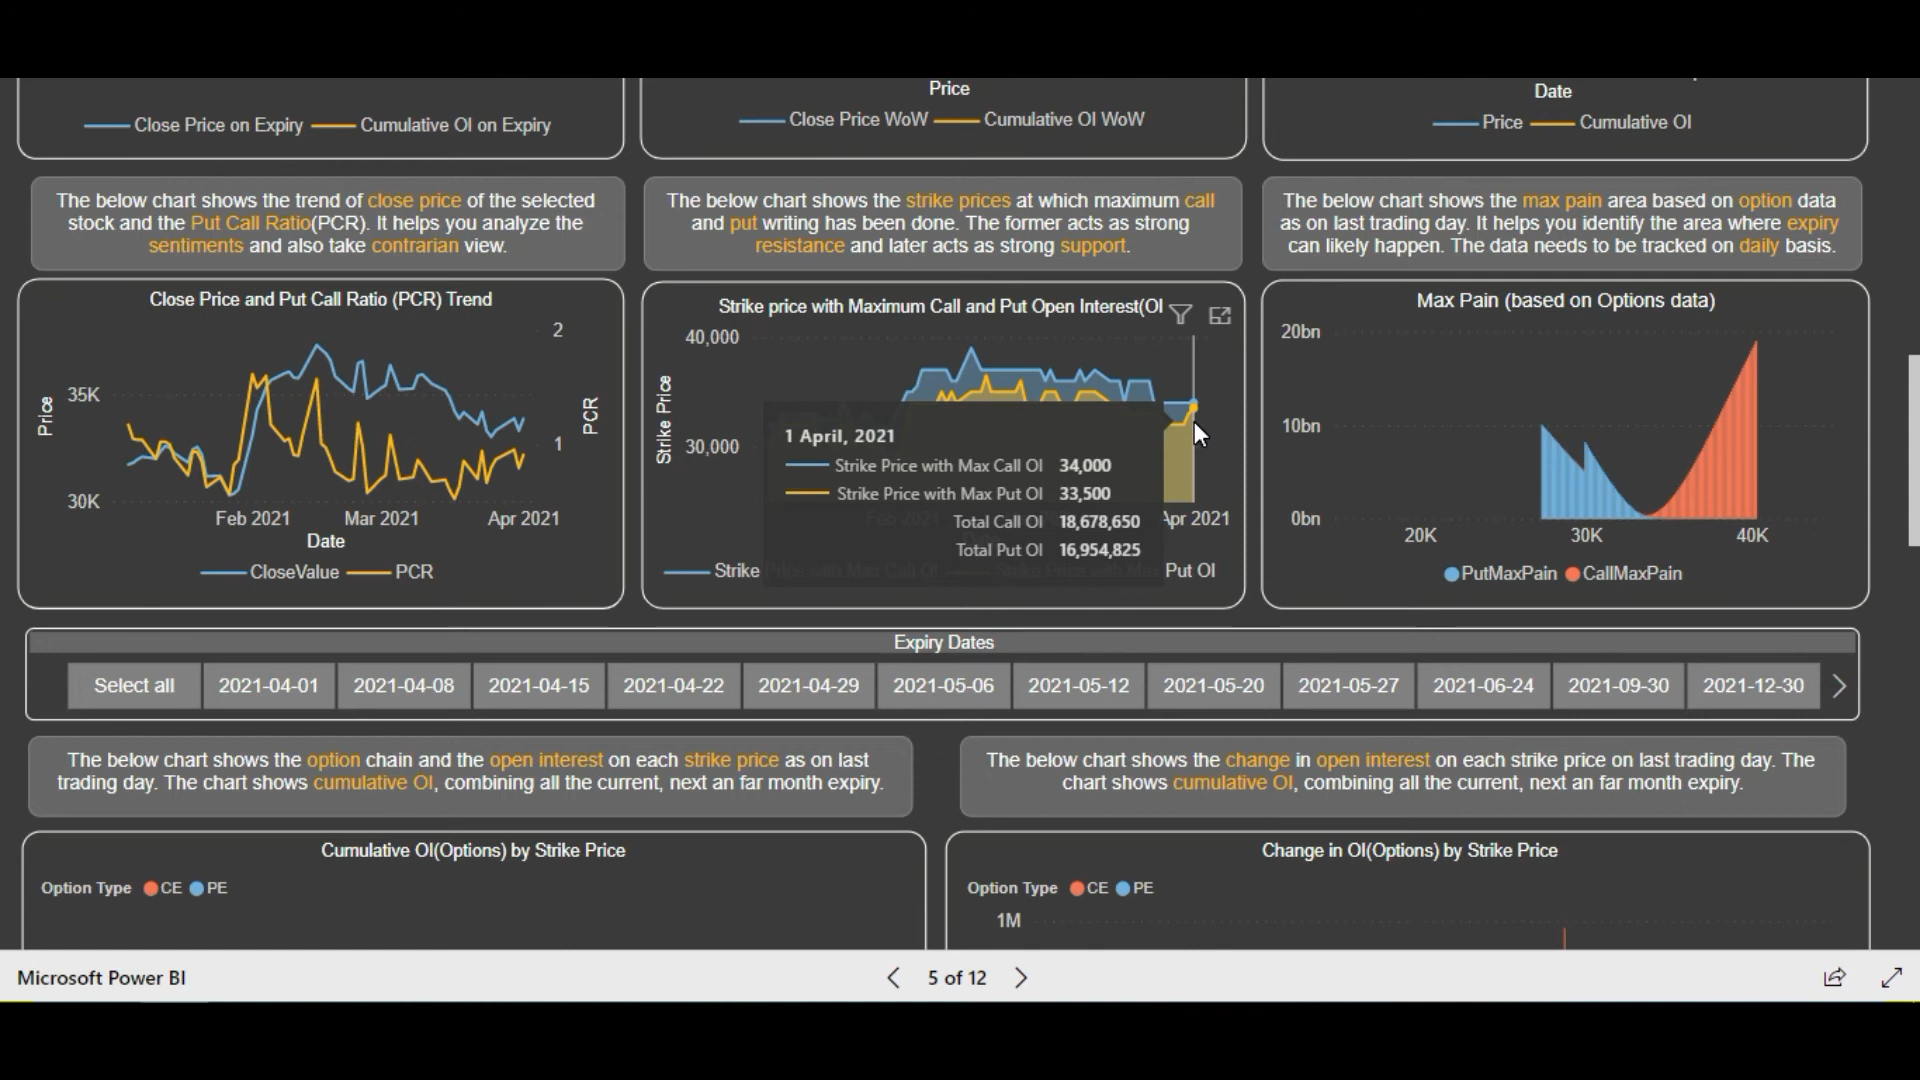 Close Price on Expiry
Cumulative OI on Expiry
Price
Close Price WoW
Cumulative OI WoW
Date
Price
Cumulative OI
The below chart shows the trend of close price of the selected
stock and the Put Call Ratio(PCR). It helps you analyze the
sentiments and also take contrarian view.
The below chart shows the strike prices at which maximum call
and put writing has been done. The former acts as strong
resistance and later acts as strong support.
The below chart shows the max pain area based on option data
as on last trading day. It helps you identify the area where expiry
can likely happen. The data needs to be tracked on daily basis.
Close Price and Put Call Ratio (PCR) Trend
Price
35K
30K
2
1
PCR
Feb 2021
Mar 2021
Apr 2021
Date
CloseValue
PCR
Strike price with Maximum Call and Put Open Interest(OI
Strike Price
40,000
30,000
1 April, 2021
Strike Price with Max Call OI 34,000
Strike Price with Max Put OI 33,500
Total Call OI 18,678,650
Total Put OI 16,954,825
Apr 2021
Strike Price with Max Call OI
Strike Price with Max Put OI
Max Pain (based on Options data)
20bn
10bn
0bn
20K
30K
40K
PutMaxPain
CallMaxPain
Expiry Dates
Select all
2021-04-01
2021-04-08
2021-04-15
2021-04-22
2021-04-29
2021-05-06
2021-05-12
2021-05-20
2021-05-27
2021-06-24
2021-09-30
2021-12-30
The below chart shows the option chain and the open interest on each strike price as on last
trading day. The chart shows cumulative OI, combining all the current, next an far month expiry.
The below chart shows the change in open interest on each strike price on last trading day. The
chart shows cumulative OI, combining all the current, next an far month expiry.
Cumulative OI(Options) by Strike Price
Option Type CE PE
Change in OI(Options) by Strike Price
Option Type CE PE
1M
Microsoft Power BI
5 of 12